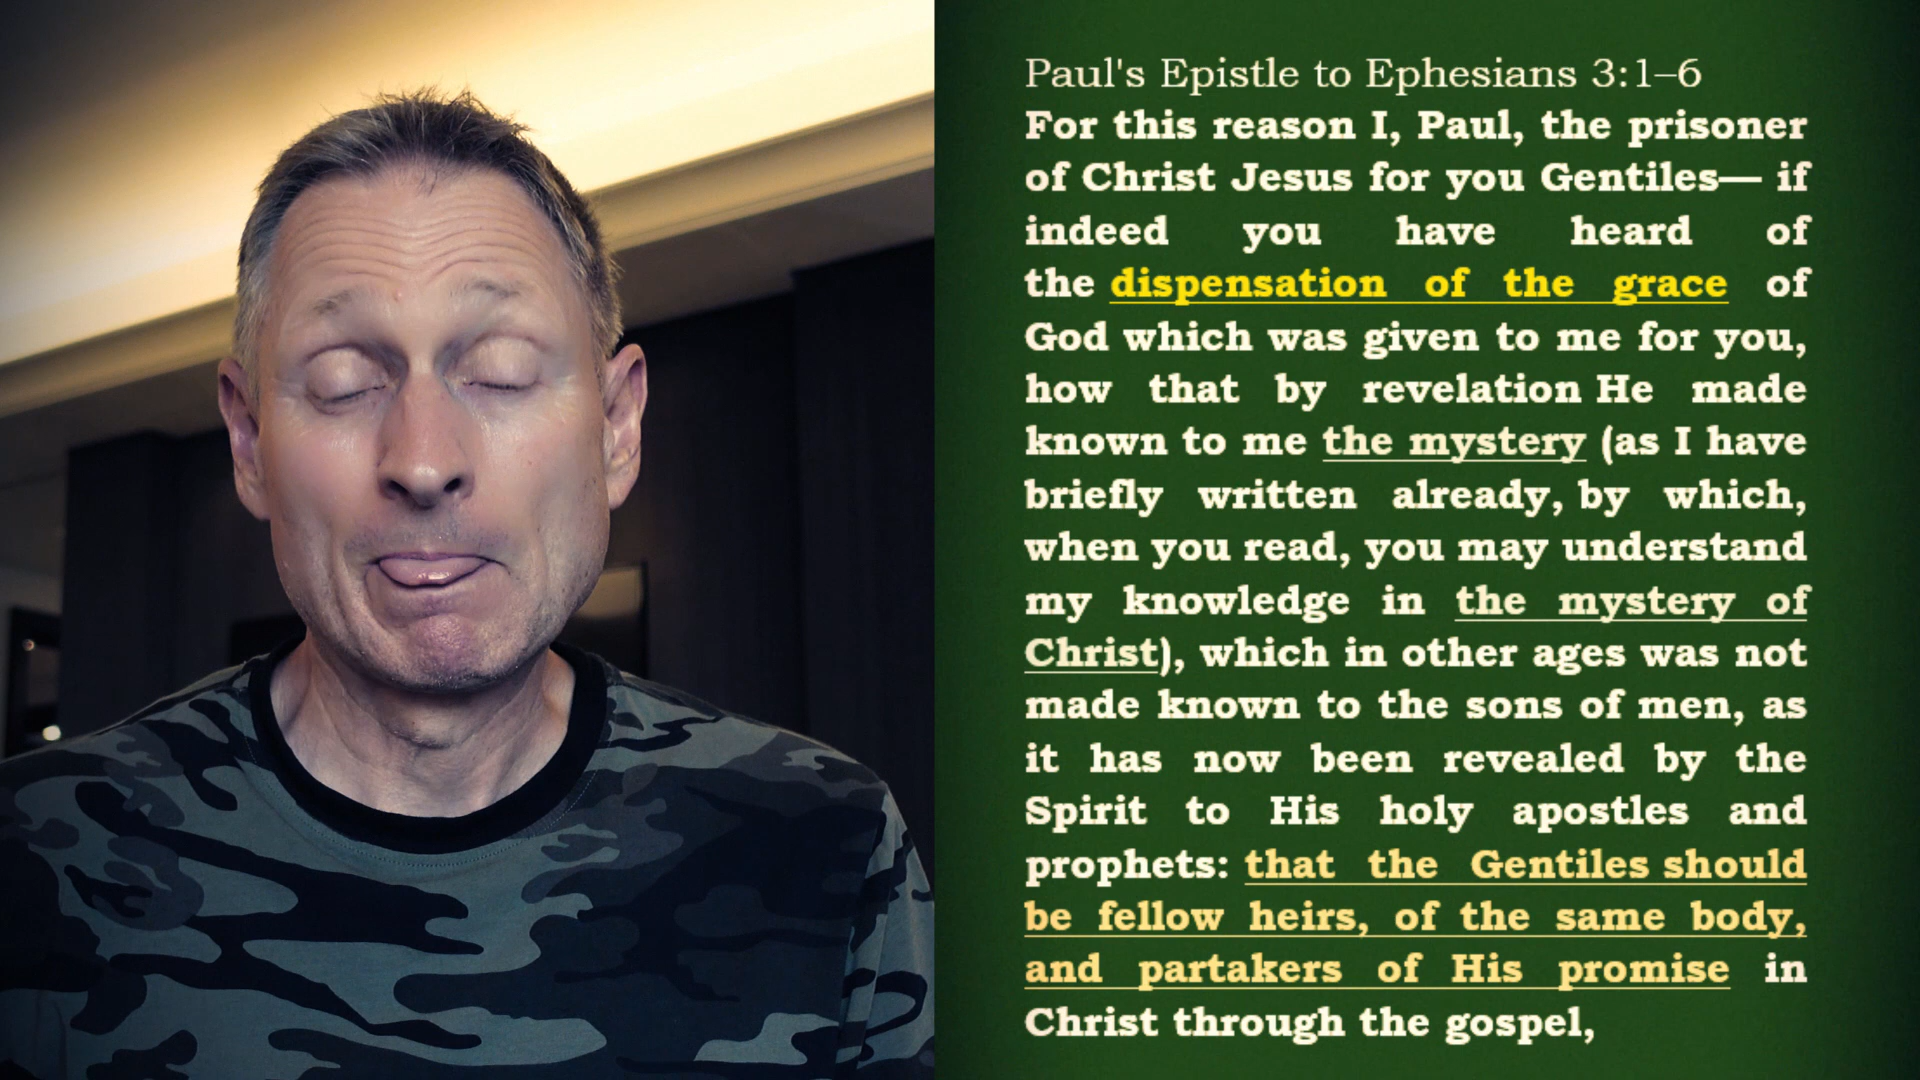 Paul's Epistle to Ephesians 3:1–6
For this reason I, Paul, the prisoner
of Christ Jesus for you Gentiles— if
indeed you have heard of
the dispensation of the grace of
God which was given to me for you,
how that by revelation He made
known to me the mystery (as I have
briefly written already, by which,
when you read, you may understand
my knowledge in the mystery of
Christ), which in other ages was not
made known to the sons of men, as
it has now been revealed by the
Spirit to His holy apostles and
prophets: that the Gentiles should
be fellow heirs, of the same body,
and partakers of His promise in
Christ through the gospel,